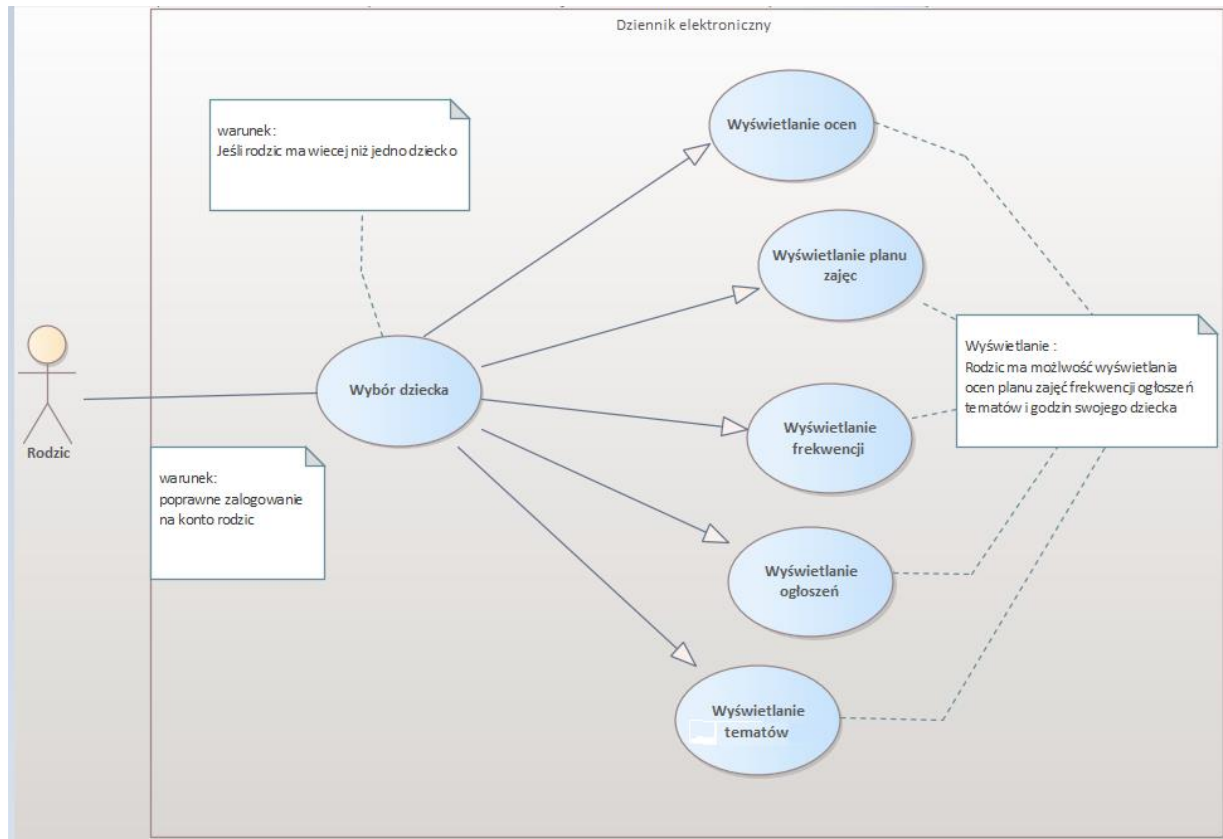 Dziennik elektroniczny
warunek:
Jeśli rodzic ma wiecej niż jedno dziecko
Wyświetlanie ocen
Wyświetlanie planu
zajęc
Wyświetlanie :
Rodzic ma możlwość wyświetlania
ocen planu zajęć frekwencji ogłoszeń
tematów i godzin swojego dziecka
Wybór dziecka
Rodzic
Wyświetlanie
frekwencji
warunek:
poprawne zalogowanie
na konto rodzic
Wyświetlanie
ogłoszeń
Wyświetlanie
tematów